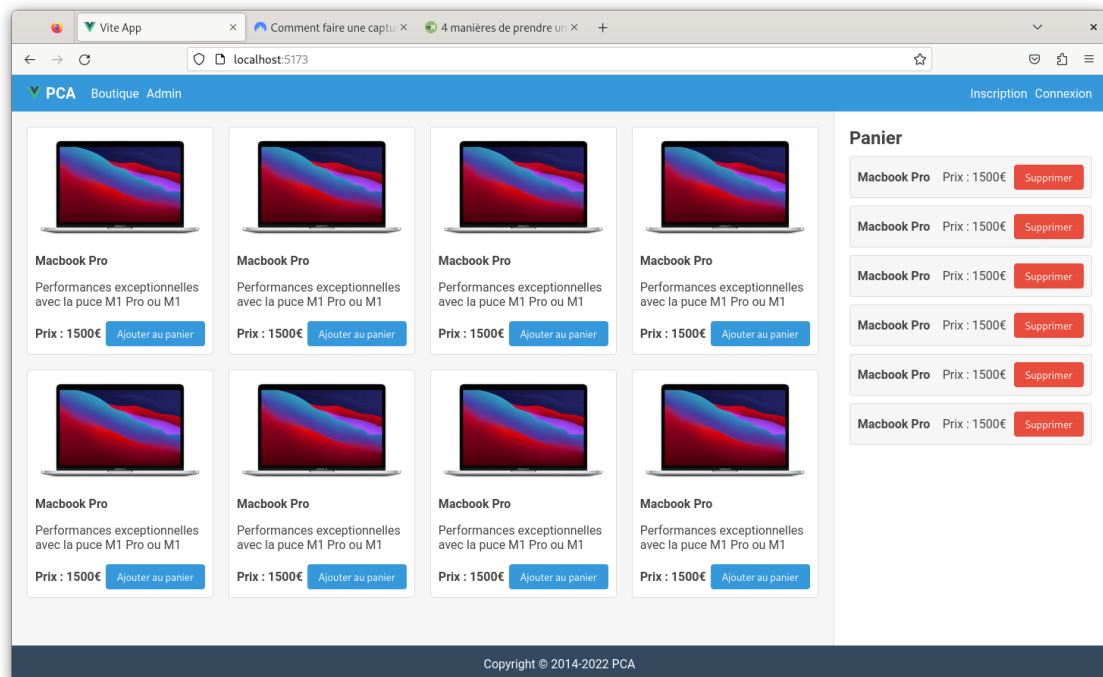 Vite App
Comment faire une captu
4 manières de prendre un
localhost:5173
PCA Boutique Admin
Inscription Connexion
Macbook Pro
Performances exceptionnelles
avec la puce M1 Pro ou M1
Prix : 1500€ Ajouter au panier
Macbook Pro
Performances exceptionnelles
avec la puce M1 Pro ou M1
Prix : 1500€ Ajouter au panier
Macbook Pro
Performances exceptionnelles
avec la puce M1 Pro ou M1
Prix : 1500€ Ajouter au panier
Macbook Pro
Performances exceptionnelles
avec la puce M1 Pro ou M1
Prix : 1500€ Ajouter au panier
Macbook Pro
Performances exceptionnelles
avec la puce M1 Pro ou M1
Prix : 1500€ Ajouter au panier
Macbook Pro
Performances exceptionnelles
avec la puce M1 Pro ou M1
Prix : 1500€ Ajouter au panier
Macbook Pro
Performances exceptionnelles
avec la puce M1 Pro ou M1
Prix : 1500€ Ajouter au panier
Macbook Pro
Performances exceptionnelles
avec la puce M1 Pro ou M1
Prix : 1500€ Ajouter au panier
Panier
Macbook Pro Prix : 1500€ Supprimer
Macbook Pro Prix : 1500€ Supprimer
Macbook Pro Prix : 1500€ Supprimer
Macbook Pro Prix : 1500€ Supprimer
Macbook Pro Prix : 1500€ Supprimer
Macbook Pro Prix : 1500€ Supprimer
Copyright © 2014-2022 PCA